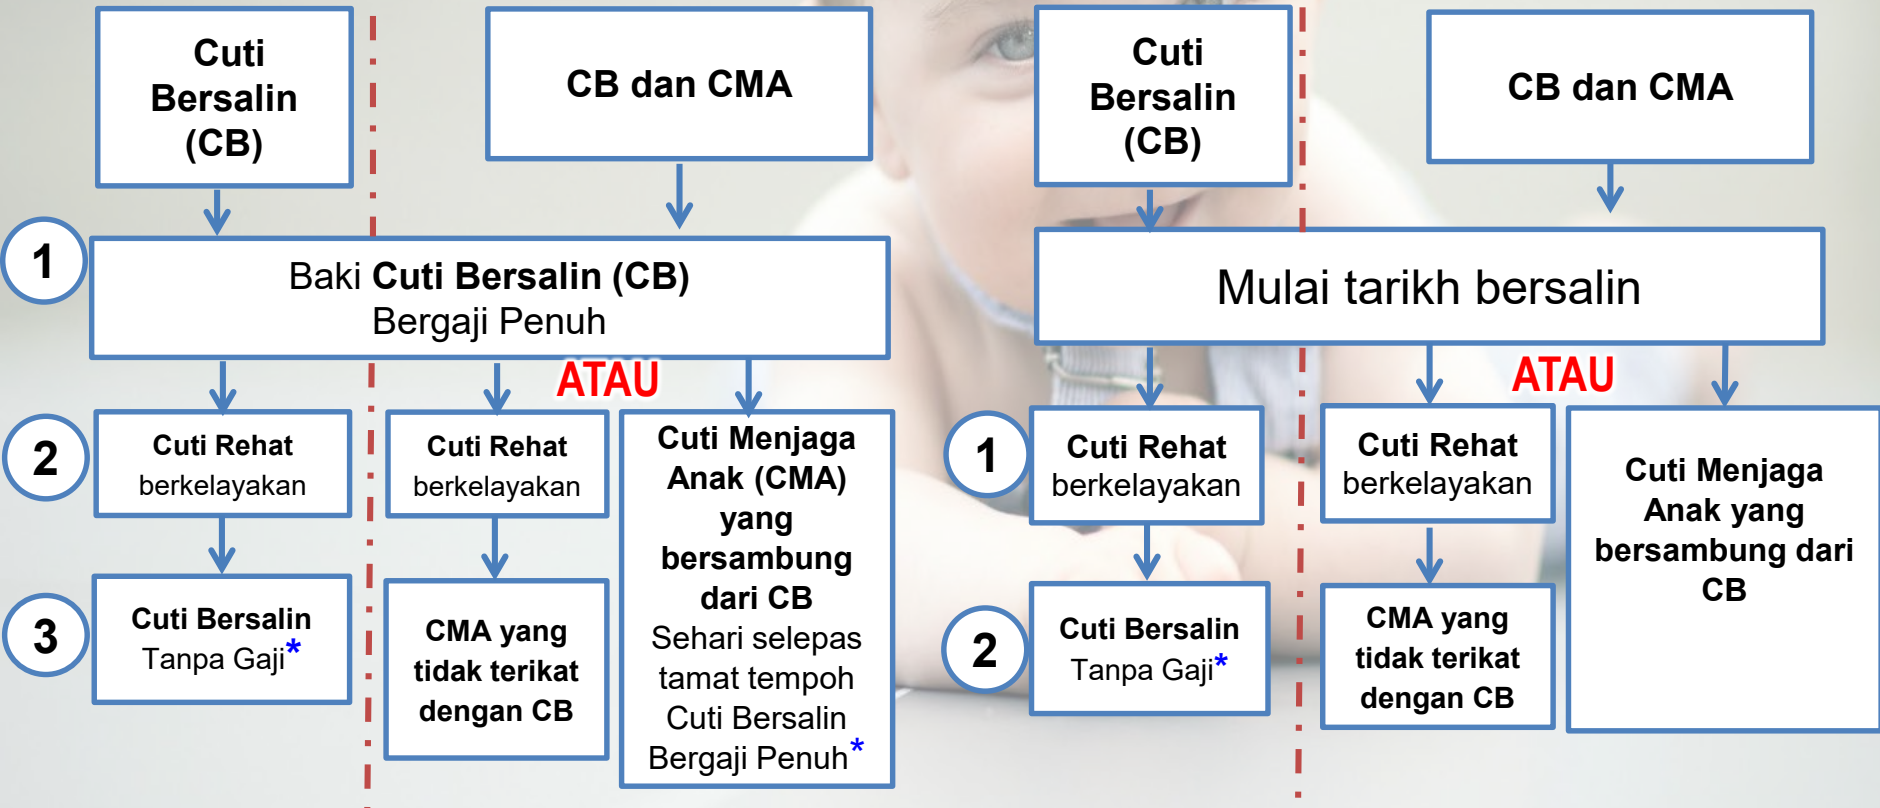 Cuti
Bersalin
(CB)
CB dan CMA
1
Baki Cuti Bersalin (CB)
Bergaji Penuh
ATAU
2
Cuti Rehat
berkelayakan
3
Cuti Bersalin
Tanpa Gaji*
Cuti Rehat
berkelayakan
CMA yang
tidak terikat
dengan CB
Cuti Menjaga
Anak (CMA)
yang
bersambung
dari CB
Sehari selepas
tamat tempoh
Cuti Bersalin
Bergaji Penuh*
Cuti
Bersalin
(CB)
CB dan CMA
Mulai tarikh bersalin
ATAU
1
Cuti Rehat
berkelayakan
2
Cuti Bersalin
Tanpa Gaji*
Cuti Rehat
berkelayakan
CMA yang
tidak terikat
dengan CB
Cuti Menjaga
Anak yang
bersambung dari
CB